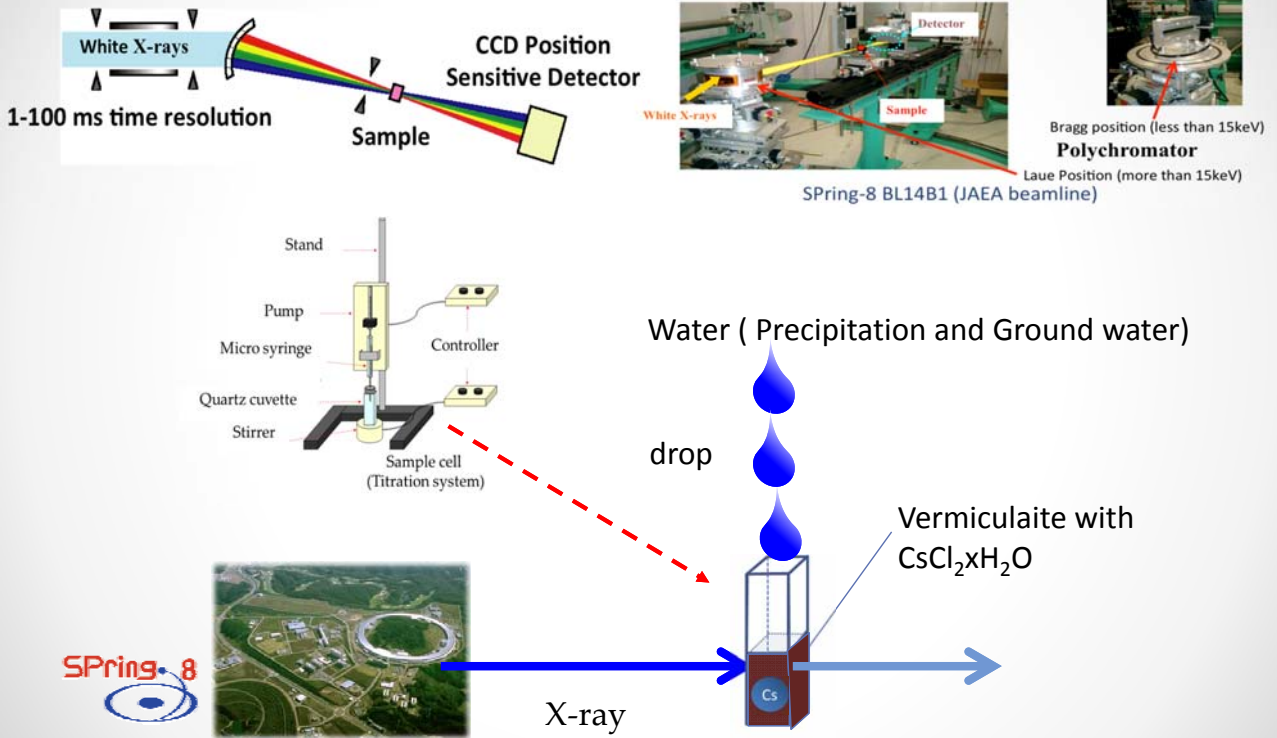 White X-rays
CCD Position
Sensitive Detector
1-100 ms time resolution
Sample
Detector
White X-rays
Sample
Bragg position (less than 15keV)
Polychromator
Laue Position (more than 15keV)
SPring-8 BL14B1 (JAEA beamline)
Stand
Pump
Micro syringe
Controller
Quartz cuvette
Stirrer
Sample cell
(Titration system)
Water ( Precipitation and Ground water)
drop
Vermiculaite with
CsCl₂xH₂O
Cs
SPring-8
X-ray